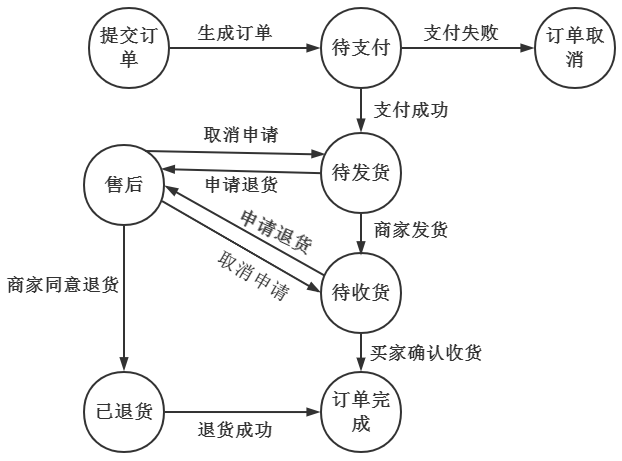 提交订
单
生成订单
待支付
支付失败
订单取
消
支付成功
取消申请
待发货
售后
申请退货
商家发货
申请退货
取消申请
待收货
商家同意退货
买家确认收货
已退货
退货成功
订单完
成